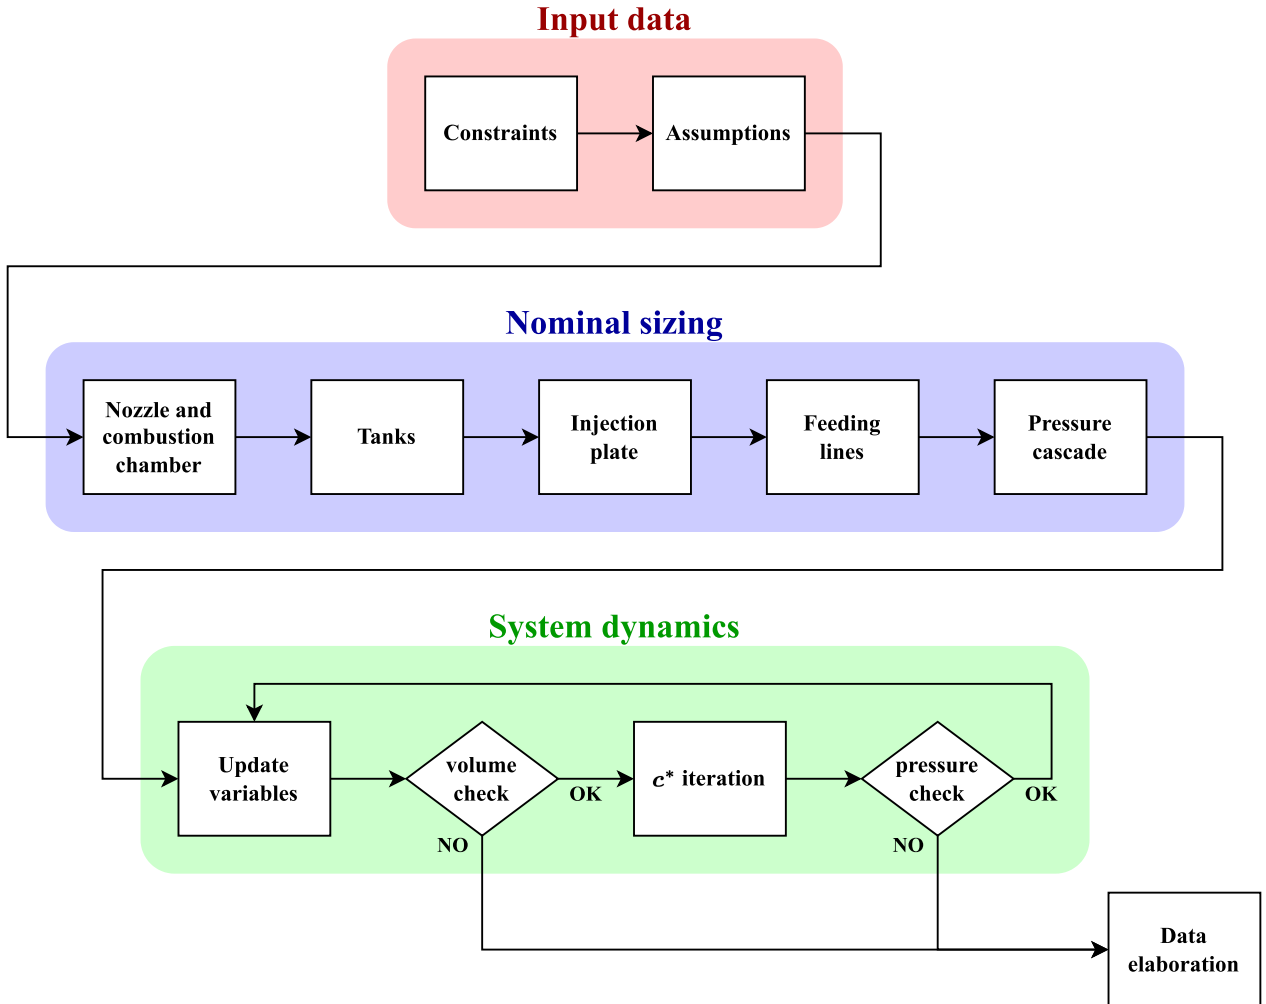 Input data
Constraints
Assumptions
Nominal sizing
Nozzle and
combustion
chamber
Tanks
Injection
plate
Feeding
lines
Pressure
cascade
System dynamics
Update
variables
volume
check
OK
NO
c* iteration
pressure
check
OK
NO
Data
elaboration